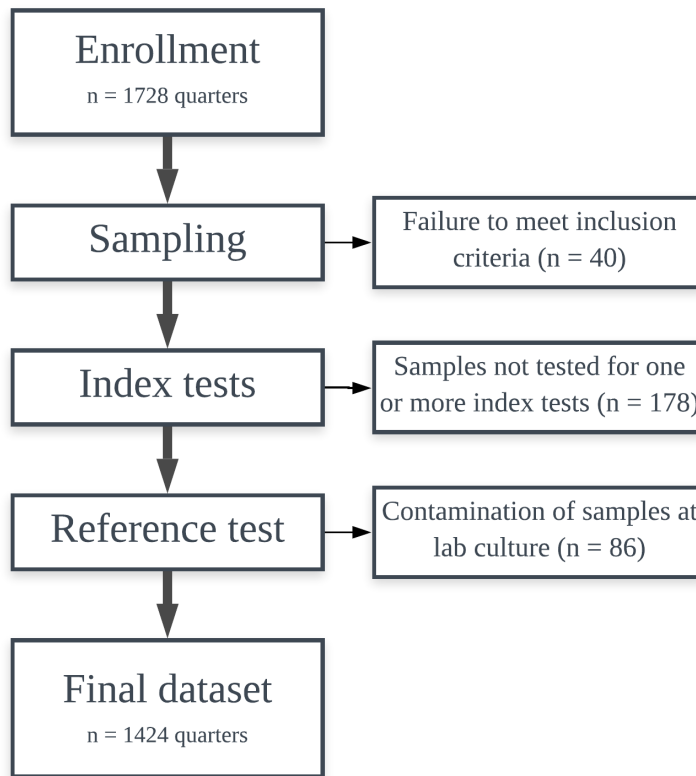 Enrollment
n = 1728 quarters
Sampling
Failure to meet inclusion
criteria (n = 40)
Index tests
Samples not tested for one
or more index tests (n = 178)
Reference test
Contamination of samples at
lab culture (n = 86)
Final dataset
n = 1424 quarters